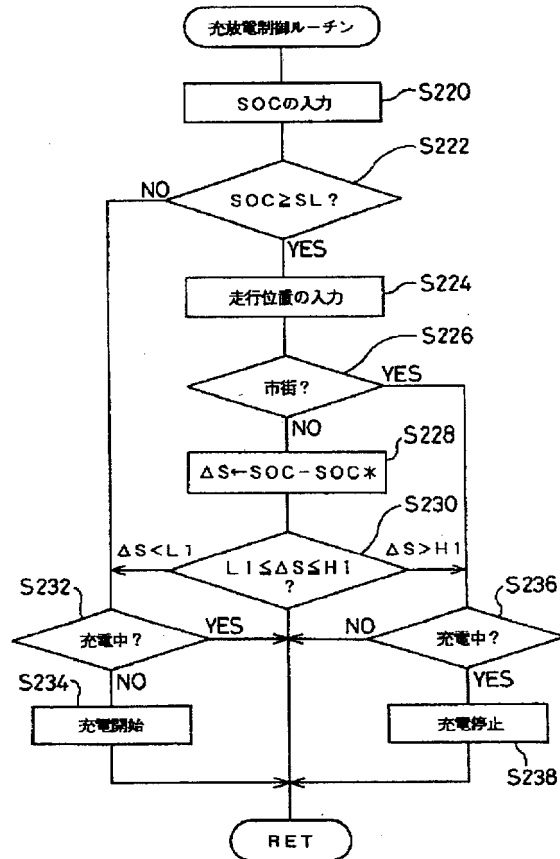 充放電制御ルーチン
SOCの入力
S220
S222
SOC≧SL?
NO
YES
走行位置の入力
S224
S226
市街?
YES
NO
S228
ΔS←SOC-SOC*
S230
ΔS<L1
L1≦ΔS≦H1
?
ΔS>H1
S232
S236
充電中?
YES
NO
充電中?
S234
NO
YES
充電開始
充電停止
S238
RET